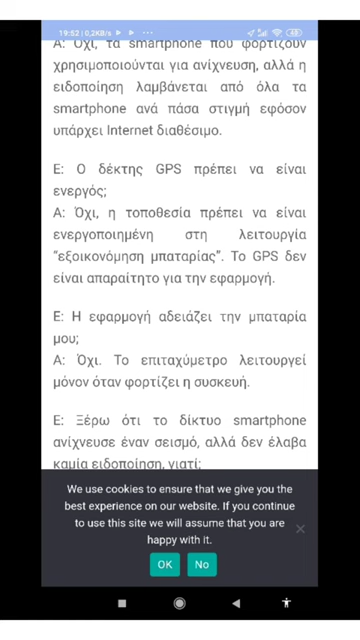 19:52 | 0,2KB/s ...
48
Α: Όχι, τα smartphone που φορτίζουν
χρησιμοποιούνται για ανίχνευση, αλλά η
ειδοποίηση λαμβάνεται από όλα τα
smartphone ανά πάσα στιγμή εφόσον
υπάρχει Internet διαθέσιμο.
Ε: Ο δέκτης GPS πρέπει να είναι
ενεργός;
Α: Όχι, η τοποθεσία πρέπει να είναι
ενεργοποιημένη στη λειτουργία
“εξοικονόμηση μπαταρίας”. Το GPS δεν
είναι απαραίτητο για την εφαρμογή.
Ε: Η εφαρμογή αδειάζει την μπαταρία
μου;
Α: Όχι. Το επιταχύμετρο λειτουργεί
μόνον όταν φορτίζει η συσκευή.
Ε: Ξέρω ότι το δίκτυο smartphone
ανίχνευσε έναν σεισμό, αλλά δεν έλαβα
καμία ειδοποίηση, γιατί;
We use cookies to ensure that we give you the
best experience on our website. If you continue
to use this site we will assume that you are
happy with it.
OK No